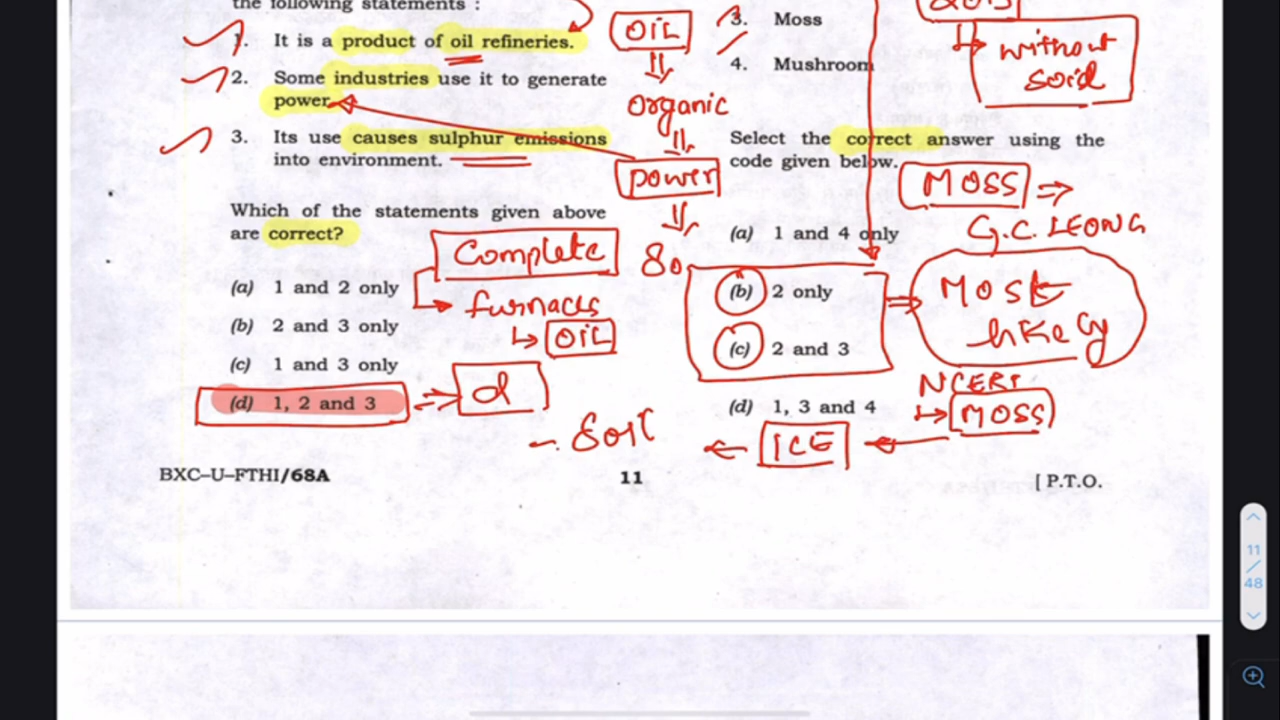 the following statements :
1. It is a product of oil refineries.
2. Some industries use it to generate
power.
3. Its use causes sulphur emissions
into environment.
Which of the statements given above
are correct?
(a) 1 and 2 only
(b) 2 and 3 only
(c) 1 and 3 only
(d) 1, 2 and 3
Complete
furnaces
OIL
d
OIL
Organic
power
3. Moss
4. Mushroom
without
Select the correct answer using the
code given below.
(a) 1 and 4 only
(b) 2 only
(c) 2 and 3
(d) 1, 3 and 4
MOSS
G.C. LEONG
NCERT
MOSS
ICE
BXC–U–FTHI/68A
11
[ P.T.O.
11
/
48